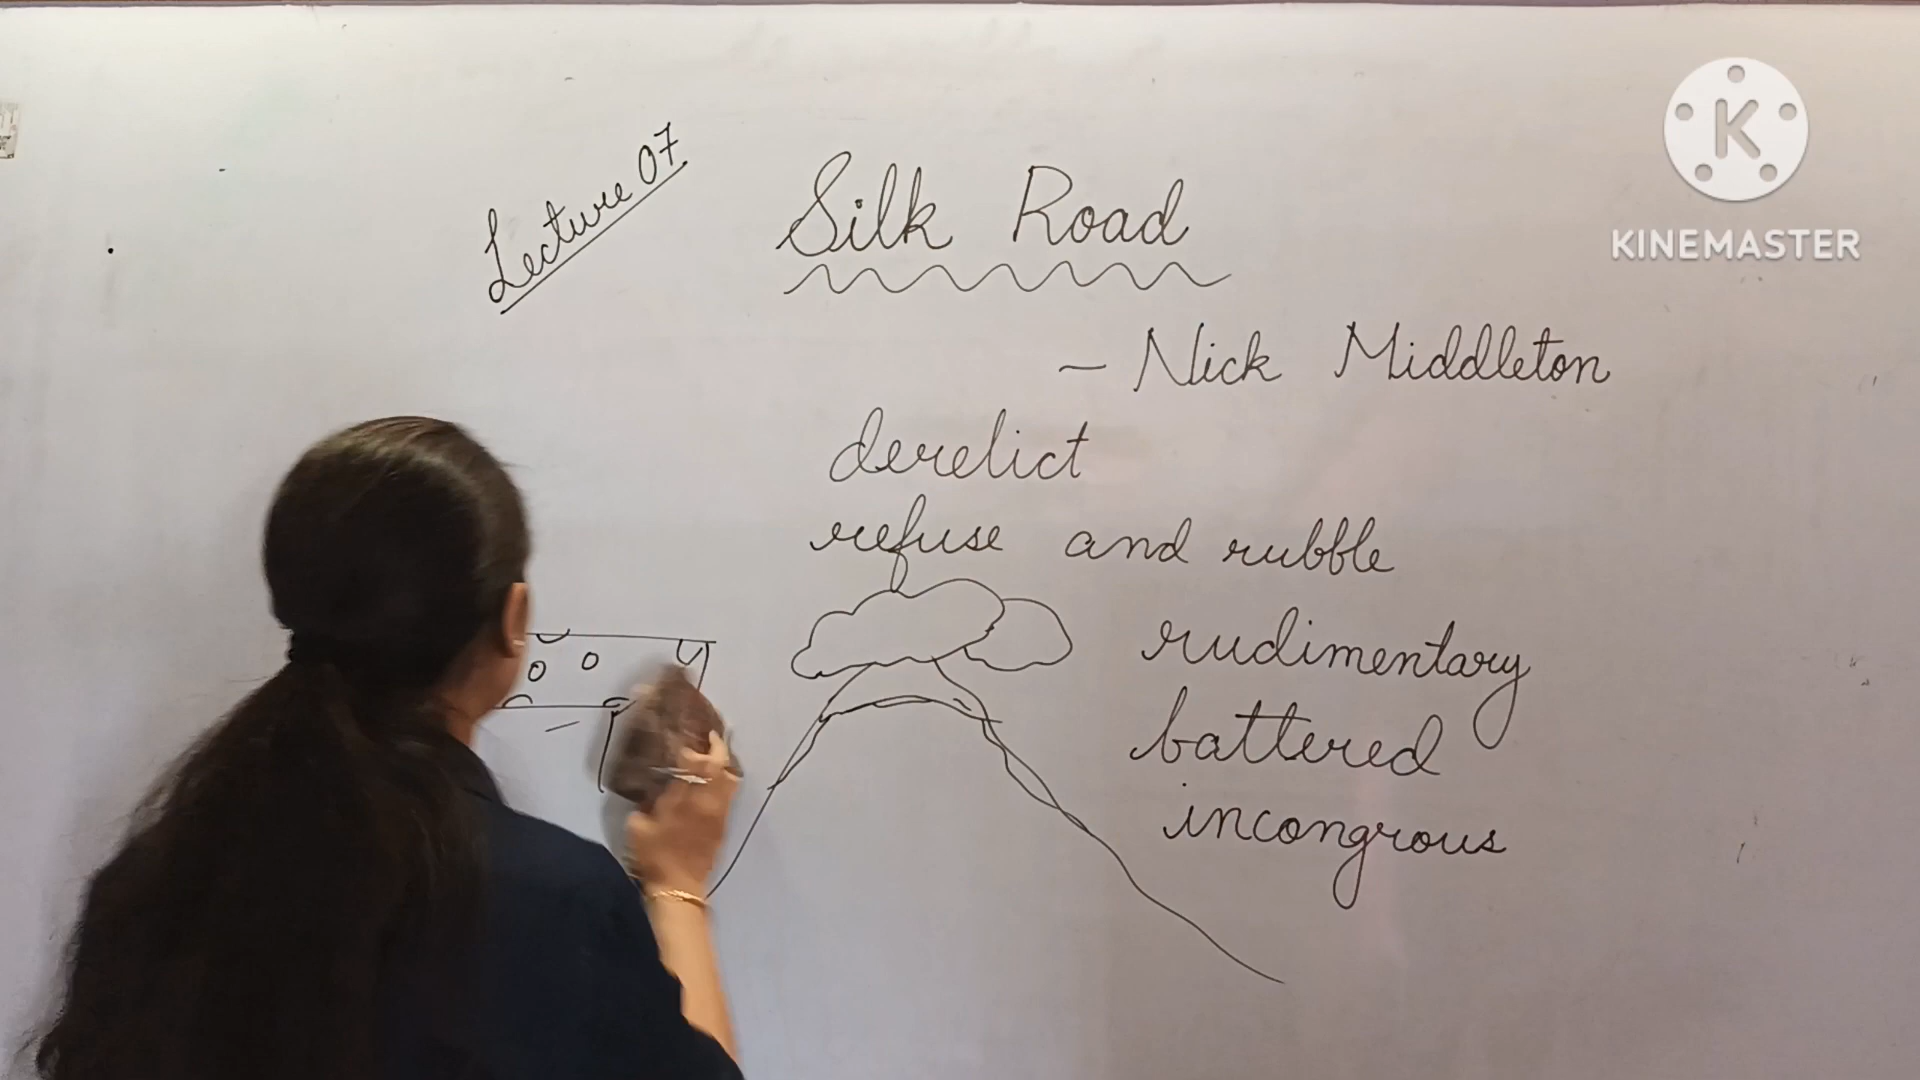 Lecture 07
Silk Road
- Nick Middleton
derelict
refuse and rubble
rudimentary
battered
incongrous
K
KINEMASTER